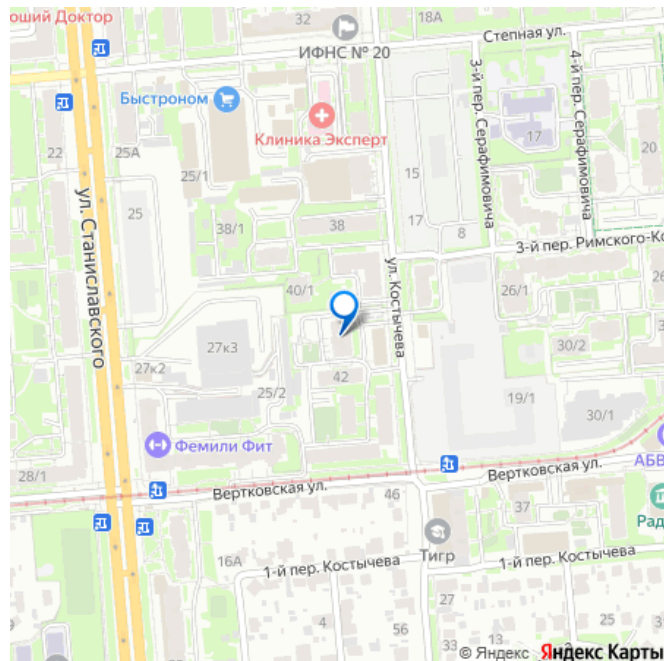 оший Доктор
32
18А
Степная ул.
ИФНС № 20
Быстроном
Клиника Эксперт
3-й пер. Серафимовича
4-й пер. Серафимовича
22
25А
25/1
17
20
15
ул. Станиславского
25
38/1
38
17
8
3-й пер. Римского-Ко
ул. Костычева
40/1
26/1
27к3
27к2
30/2
42
25/2
19/1
30/1
Фемили Фит
АБВ
28/1
Вертковская ул.
Вертковская ул.
46
37
Рад
Тигр
16А
1-й пер. Костычева
1-й пер. Костычева
27
32
4
56
33
25
31
© Яндекс Яндекс Карты